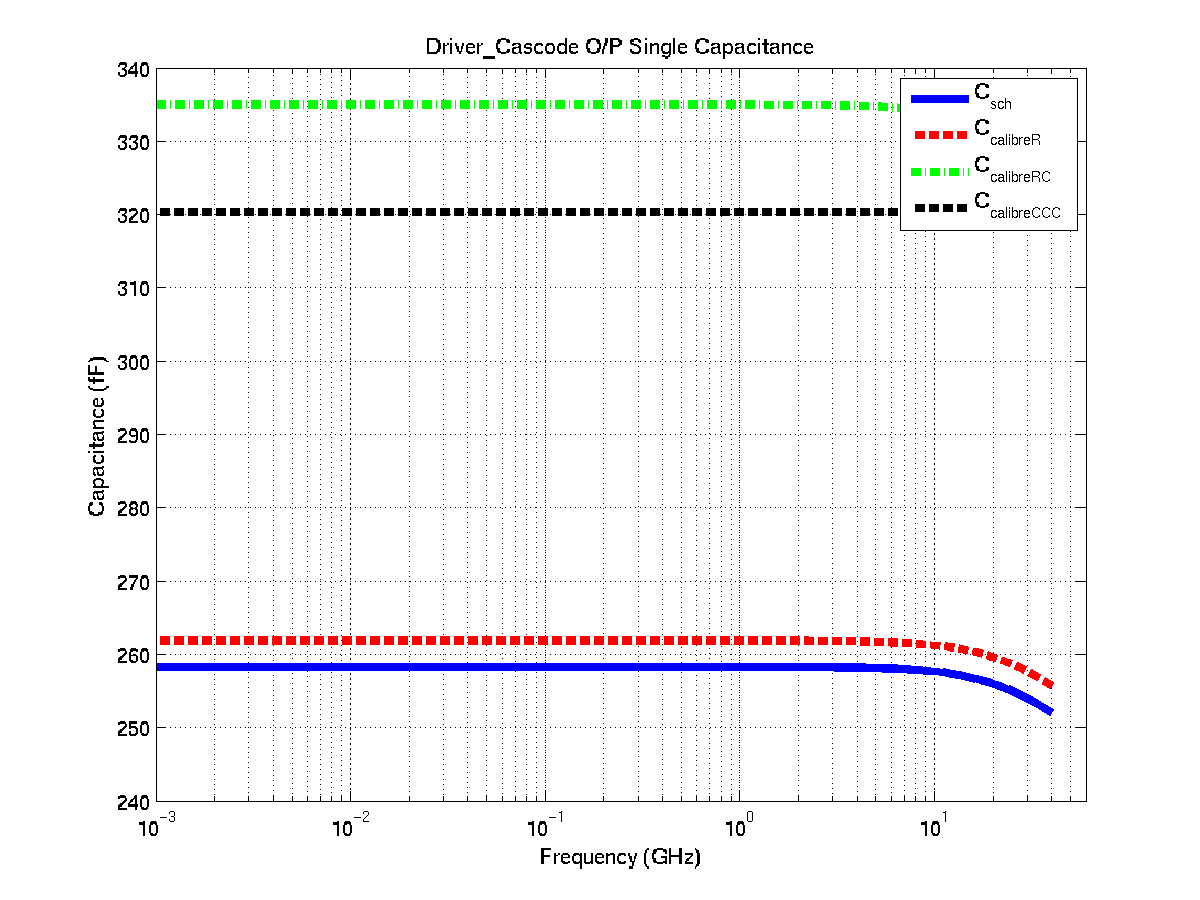 Driver_Cascode O/P Single Capacitance
340
330
320
310
300
290
280
270
260
250
240
Capacitance (fF)
C_sch
C_calibreR
C_calibreRC
C_calibreCCC
10^-3
10^-2
10^-1
10^0
10^1
Frequency (GHz)